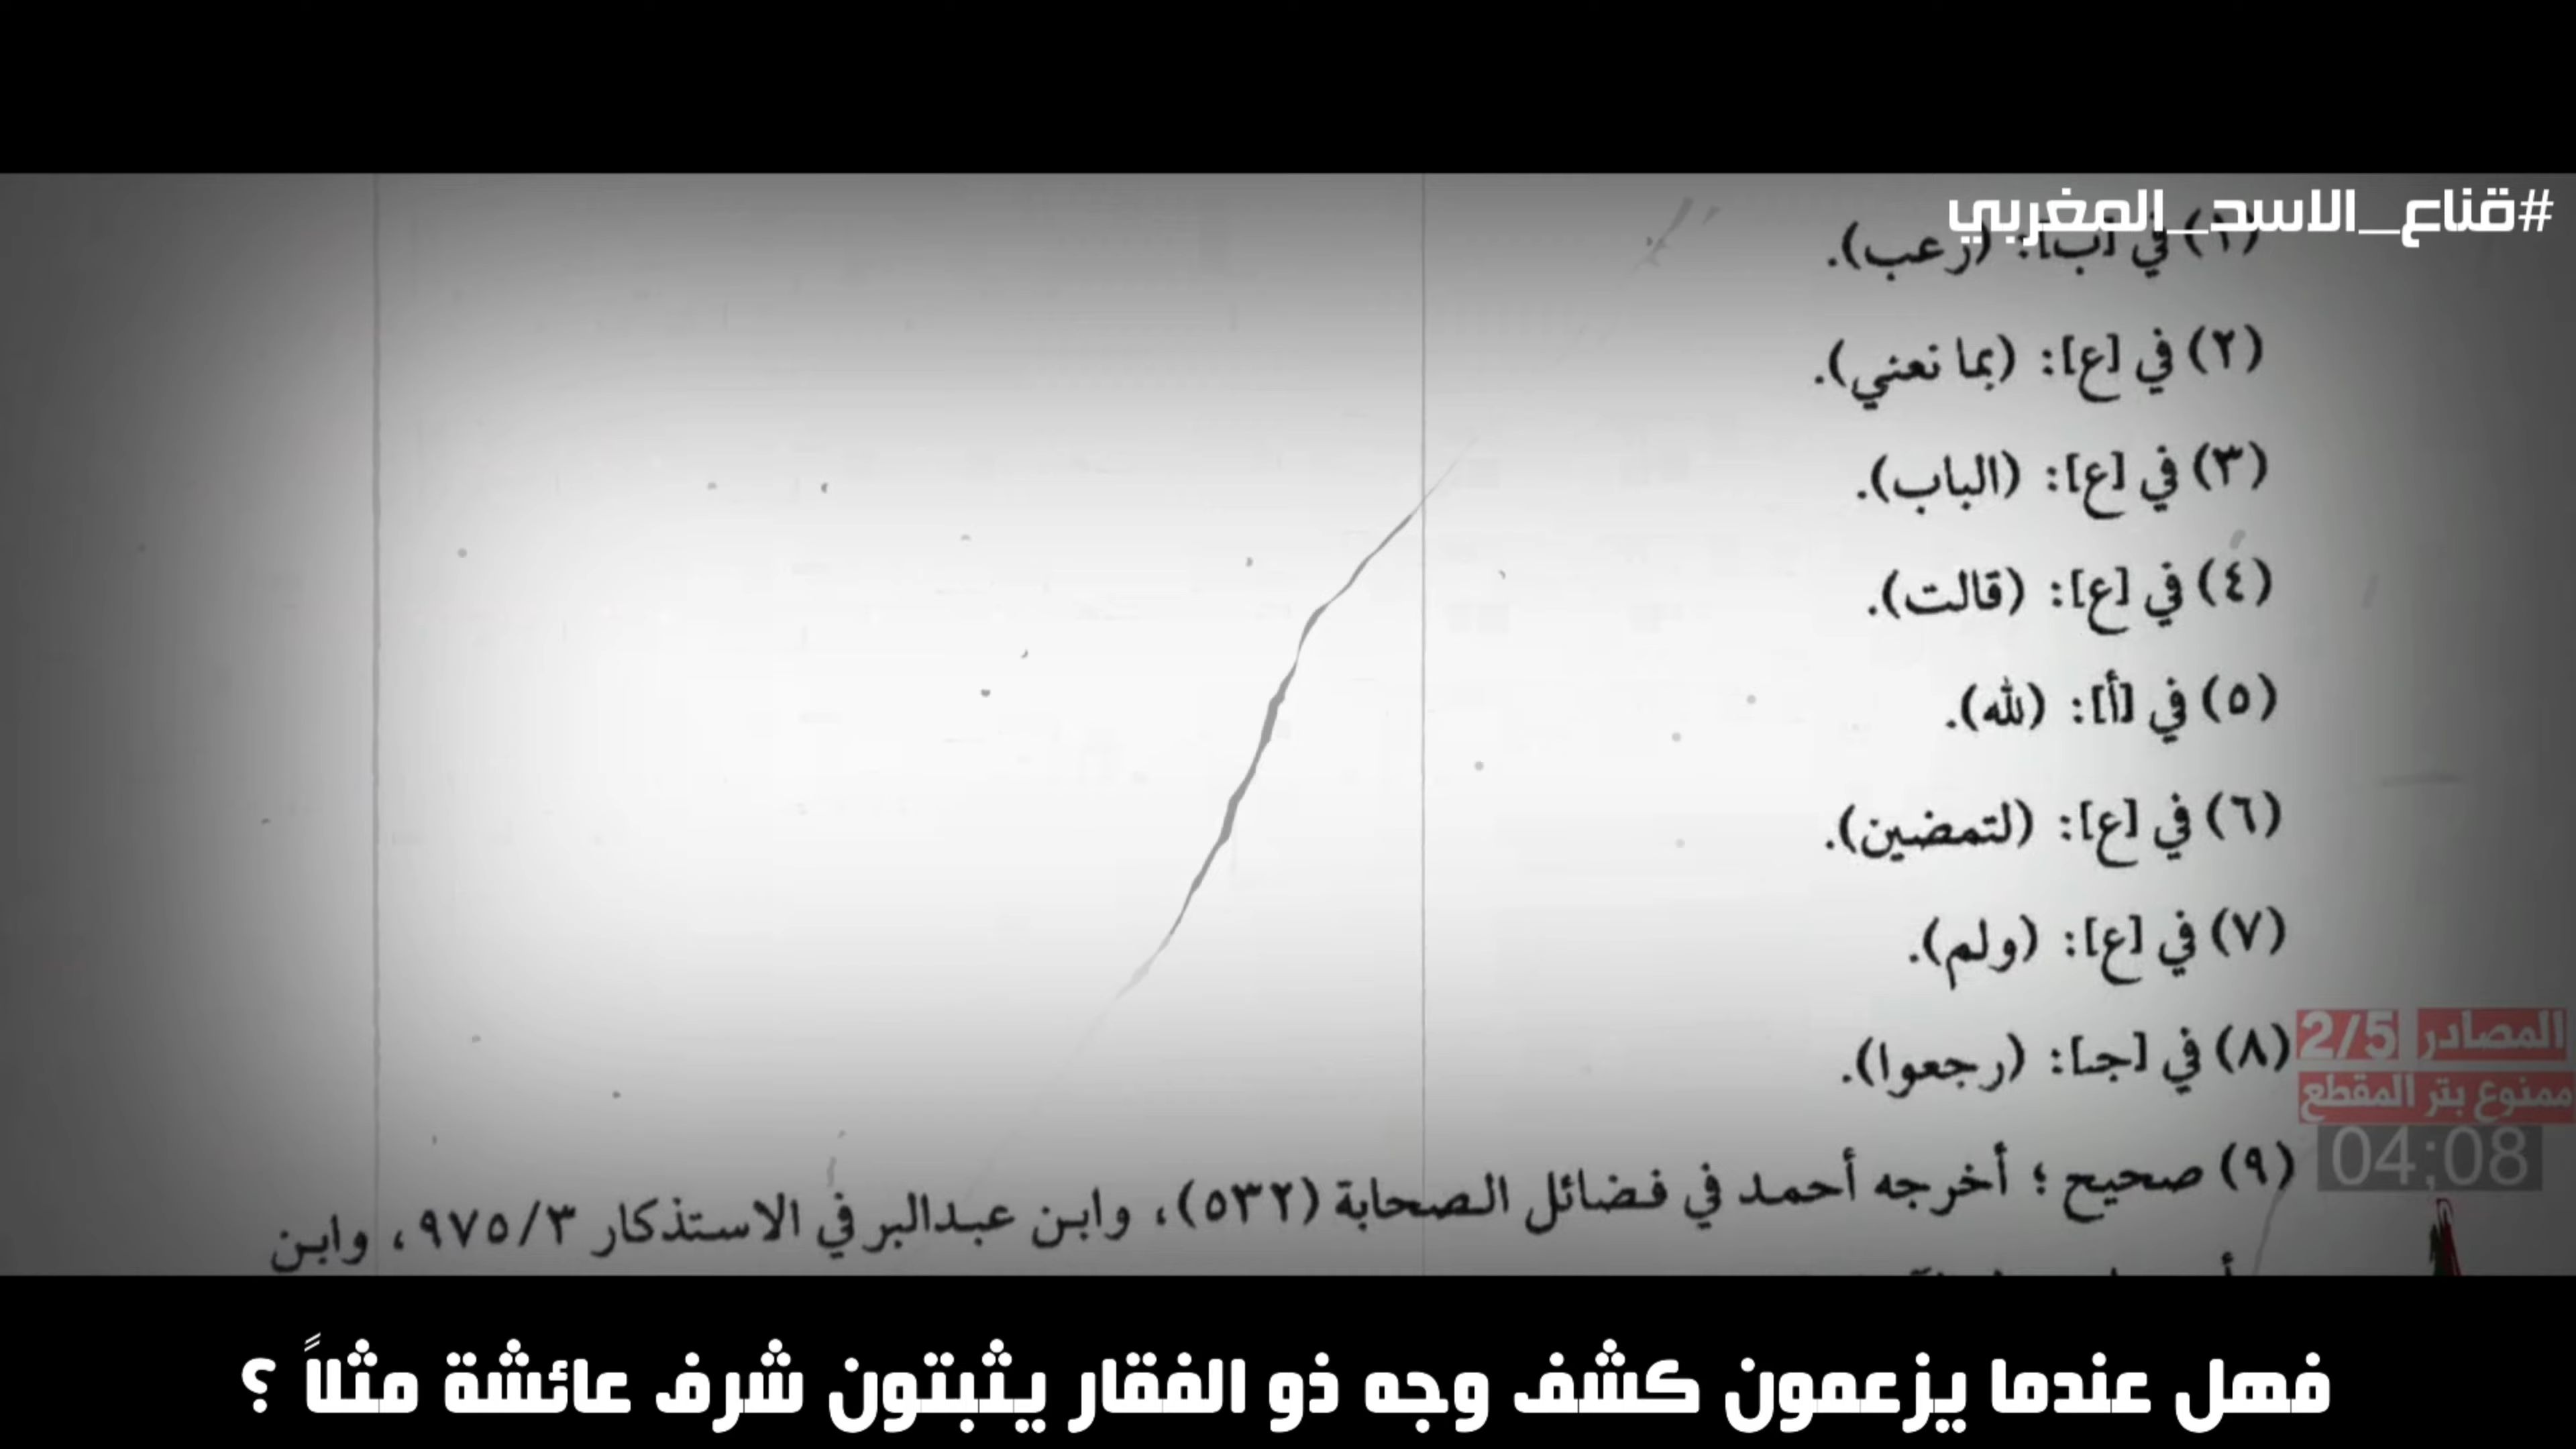 #قناع_الاسد_المغربي
(١) في [ب]: (رعب).
(٢) في [ع]: (بما نعني).
(٣) في [ع]: (الباب).
(٤) في [ع]: (قالت).
(٥) في [أ]: (لله).
(٦) في [ع]: (لتمضين).
(٧) في [ع]: (ولم).
(٨) في [جـ]: (رجعوا).
المصادر 2/5
ممنوع بتر المقطع
04;08
(٩) صحيح ؛ أخرجه أحمد في فضائل الصحابة (٥٣٢)، وابن عبدالبر في الاستذكار ٩٧٥/٣، وابن
فهل عندما يزعمون كشف وجه ذو الفقار يثبتون شرف عائشة مثلاً ؟